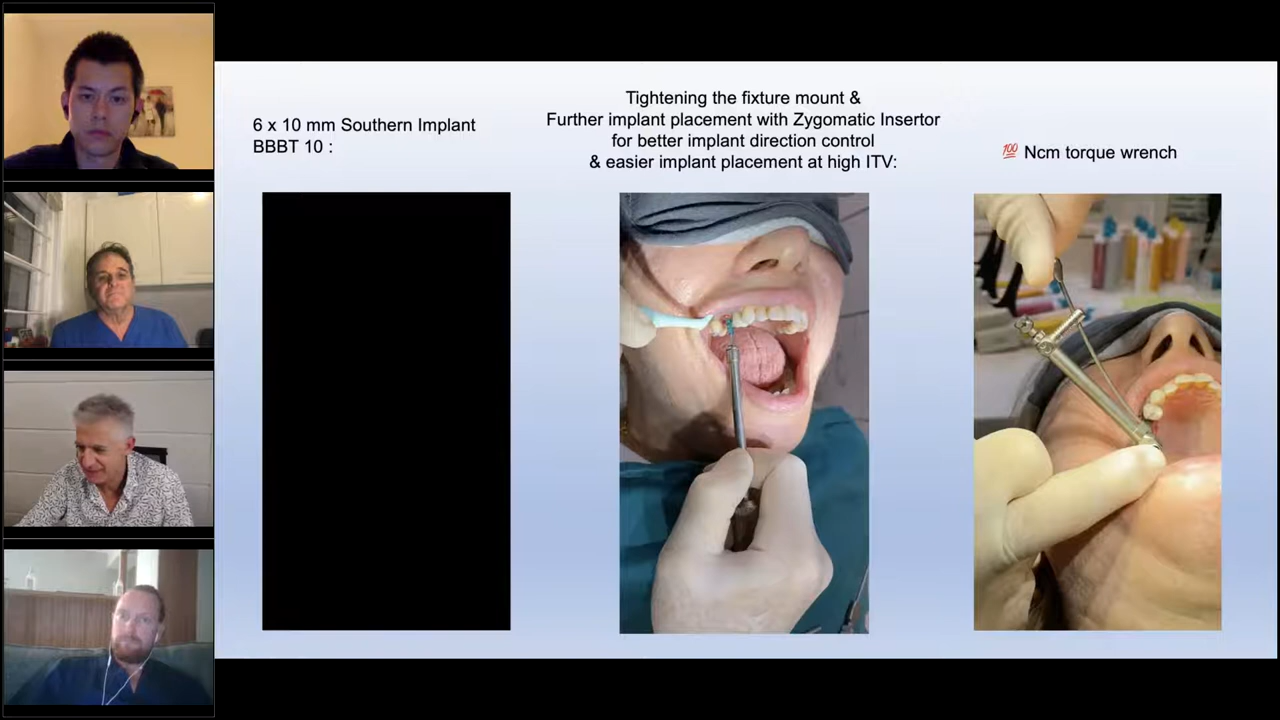 6 x 10 mm Southern Implant
BBBT 10 :
Tightening the fixture mount &
Further implant placement with Zygomatic Insertor
for better implant direction control
& easier implant placement at high ITV:
💯 Ncm torque wrench